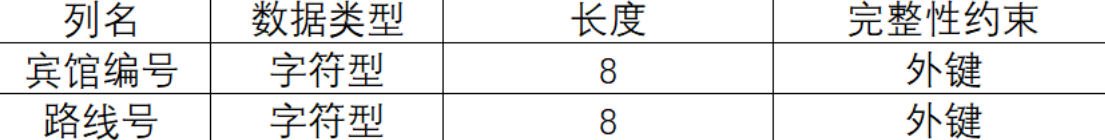 列名 数据类型 长度 完整性约束
宾馆编号 字符型 8 外键
路线号 字符型 8 外键